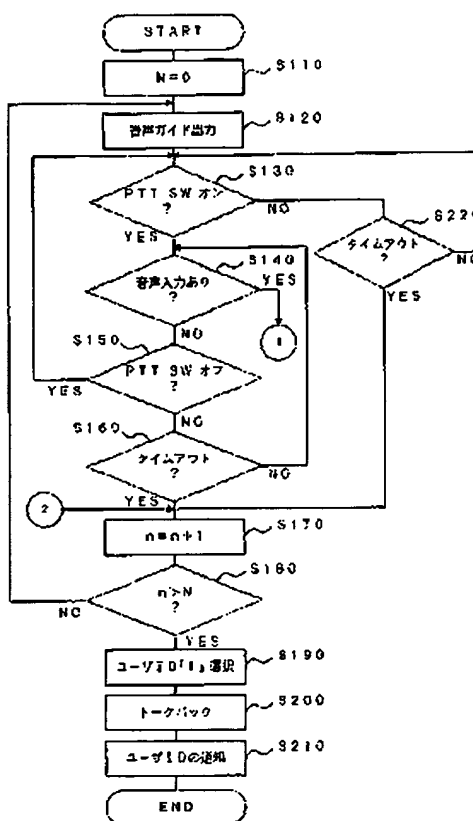 START
N=0
S110
音声ガイド出力
S120
PTT SW オン
?
S130
NO
YES
タイムアウト
?
S220
NO
YES
音声入力あり
?
S140
YES
NO
1
PTT SW オフ
?
S150
YES
NO
タイムアウト
?
S160
NO
YES
2
n=n+1
S170
n>N
?
S180
NO
YES
ユーザID「1」選択
S190
トークバック
S200
ユーザIDの通知
S210
END